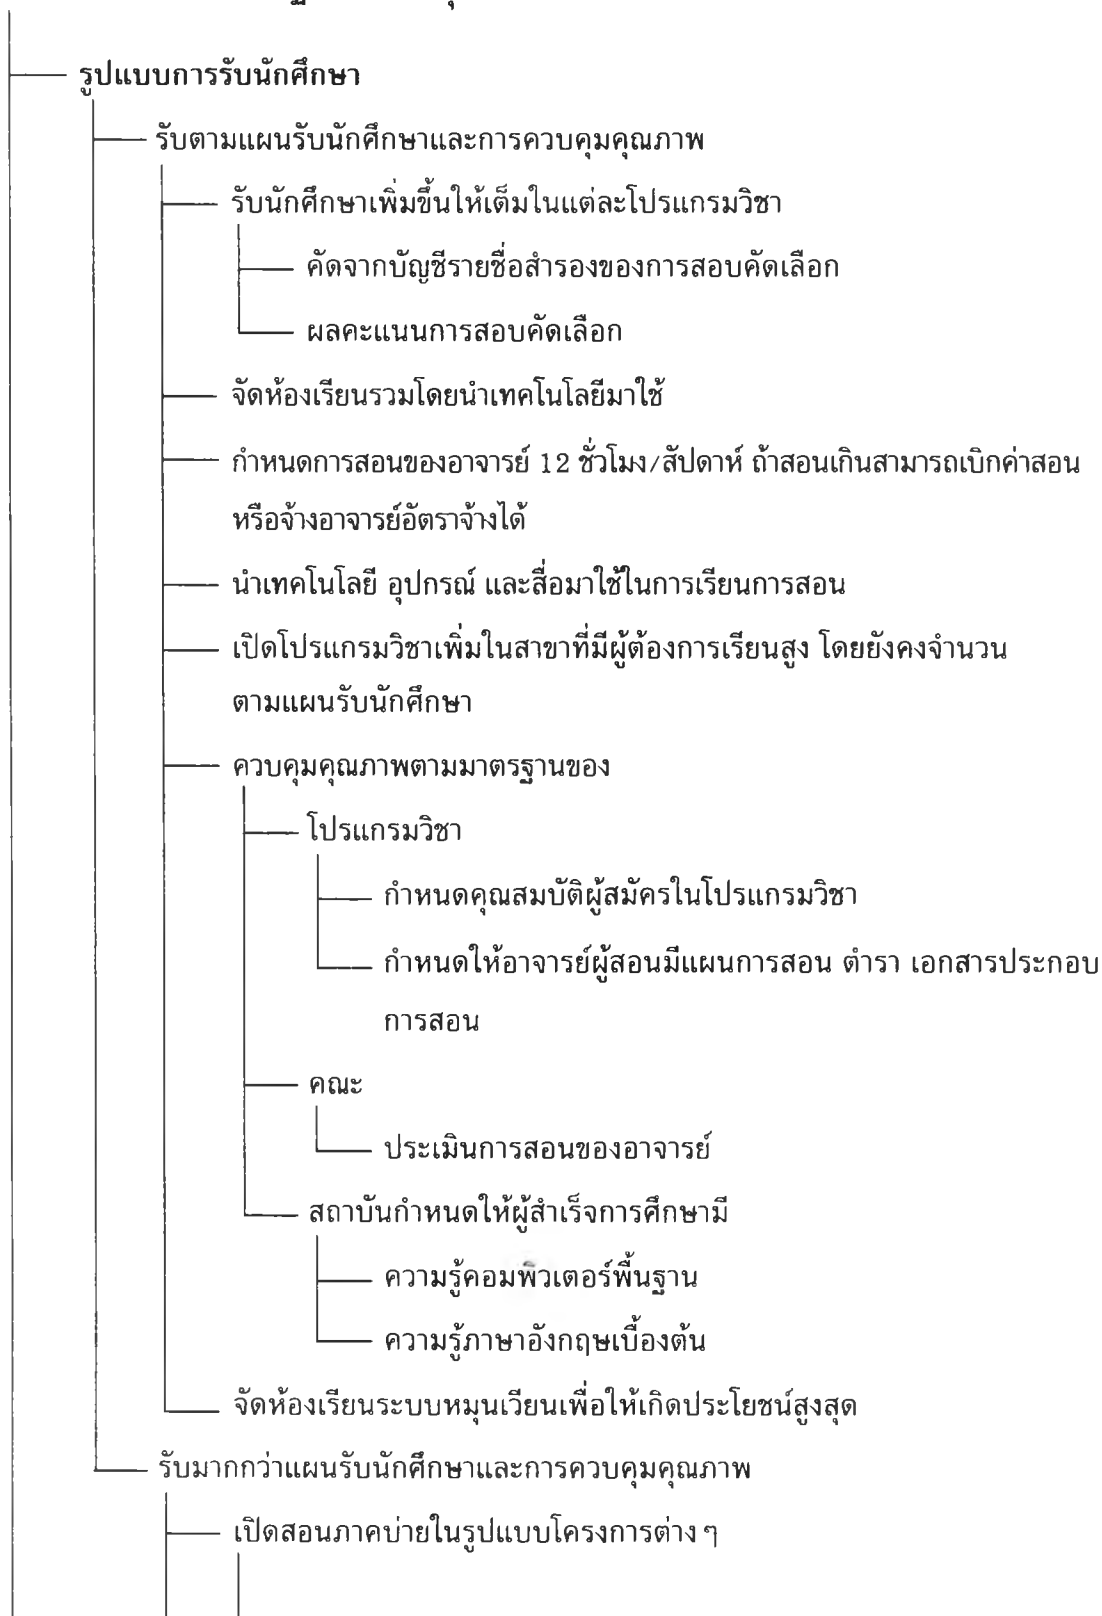 รูปแบบการรับนักศึกษา
รับตามแผนรับนักศึกษาและการควบคุมคุณภาพ
รับนักศึกษาเพิ่มขึ้นให้เต็มในแต่ละโปรแกรมวิชา
คัดจากบัญชีรายชื่อสำรองของการสอบคัดเลือก
ผลคะแนนการสอบคัดเลือก
จัดห้องเรียนรวมโดยนำเทคโนโลยีมาใช้
กำหนดการสอนของอาจารย์ 12 ชั่วโมง/สัปดาห์ ถ้าสอนเกินสามารถเบิกค่าสอน
หรือจ้างอาจารย์อัตราจ้างได้
นำเทคโนโลยี อุปกรณ์ และสื่อมาใช้ในการเรียนการสอน
เปิดโปรแกรมวิชาเพิ่มในสาขาที่มีผู้ต้องการเรียนสูง โดยยังคงจำนวน
ตามแผนรับนักศึกษา
ควบคุมคุณภาพตามมาตรฐานของ
โปรแกรมวิชา
กำหนดคุณสมบัติผู้สมัครในโปรแกรมวิชา
กำหนดให้อาจารย์ผู้สอนมีแผนการสอน ตำรา เอกสารประกอบ
การสอน
คณะ
ประเมินการสอนของอาจารย์
สถาบันกำหนดให้ผู้สำเร็จการศึกษามี
ความรู้คอมพิวเตอร์พื้นฐาน
ความรู้ภาษาอังกฤษเบื้องต้น
จัดห้องเรียนระบบหมุนเวียนเพื่อให้เกิดประโยชน์สูงสุด
รับมากกว่าแผนรับนักศึกษาและการควบคุมคุณภาพ
เปิดสอนภาคบ่ายในรูปแบบโครงการต่าง ๆ